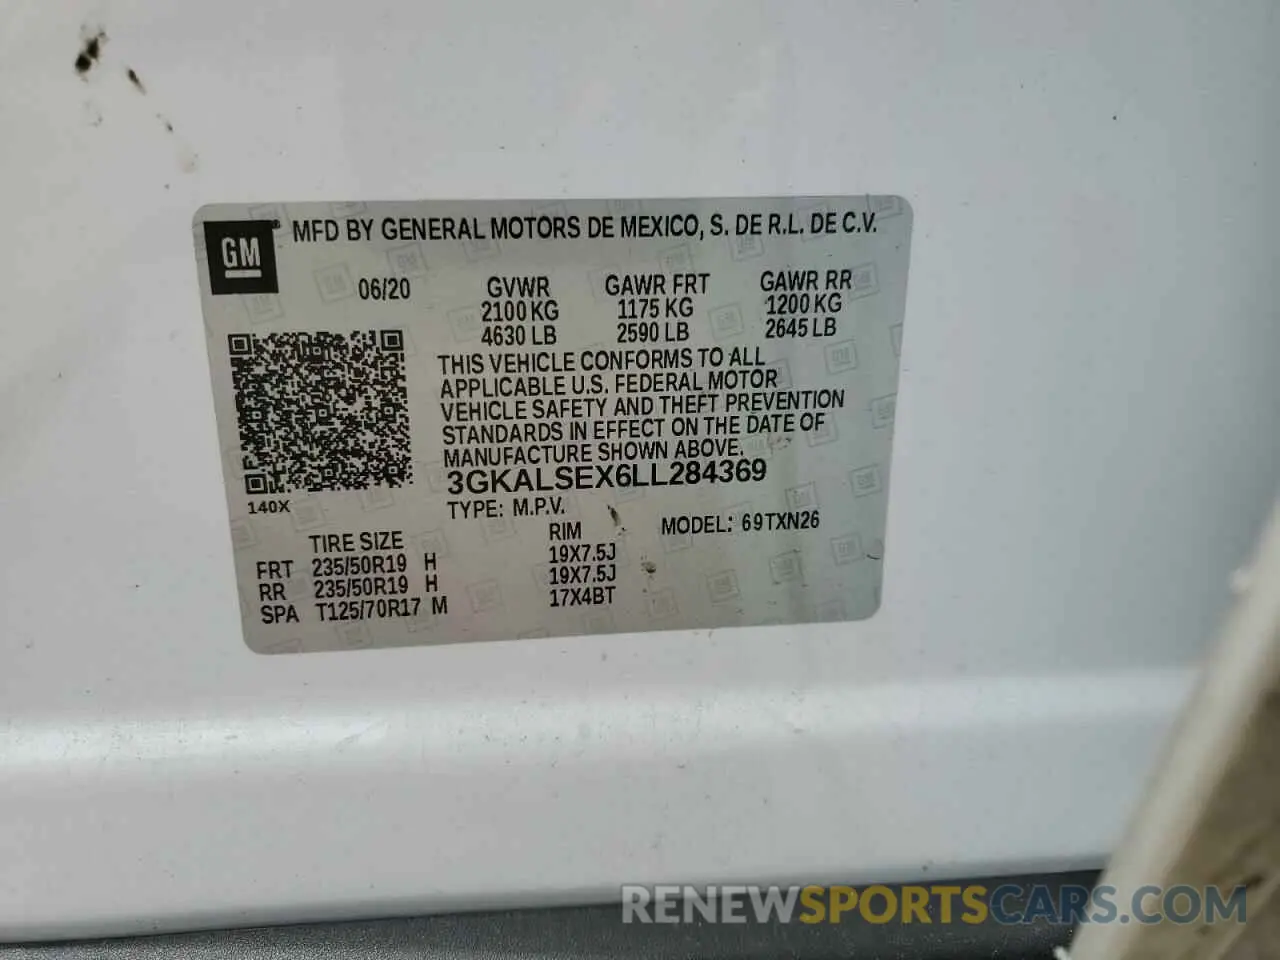 GM
MFD BY GENERAL MOTORS DE MEXICO, S. DE R.L. DE C.V.
06/20 GVWR GAWR FRT GAWR RR
2100 KG 1175 KG 1200 KG
4630 LB 2590 LB 2645 LB
THIS VEHICLE CONFORMS TO ALL
APPLICABLE U.S. FEDERAL MOTOR
VEHICLE SAFETY AND THEFT PREVENTION
STANDARDS IN EFFECT ON THE DATE OF
MANUFACTURE SHOWN ABOVE.
3GKALSEX6LL284369
140X
TYPE: M.P.V. MODEL: 69TXN26
TIRE SIZE RIM
FRT 235/50R19 H 19X7.5J
RR 235/50R19 H 19X7.5J
SPA T125/70R17 M 17X4BT
RENEWSPORTSCARS.COM